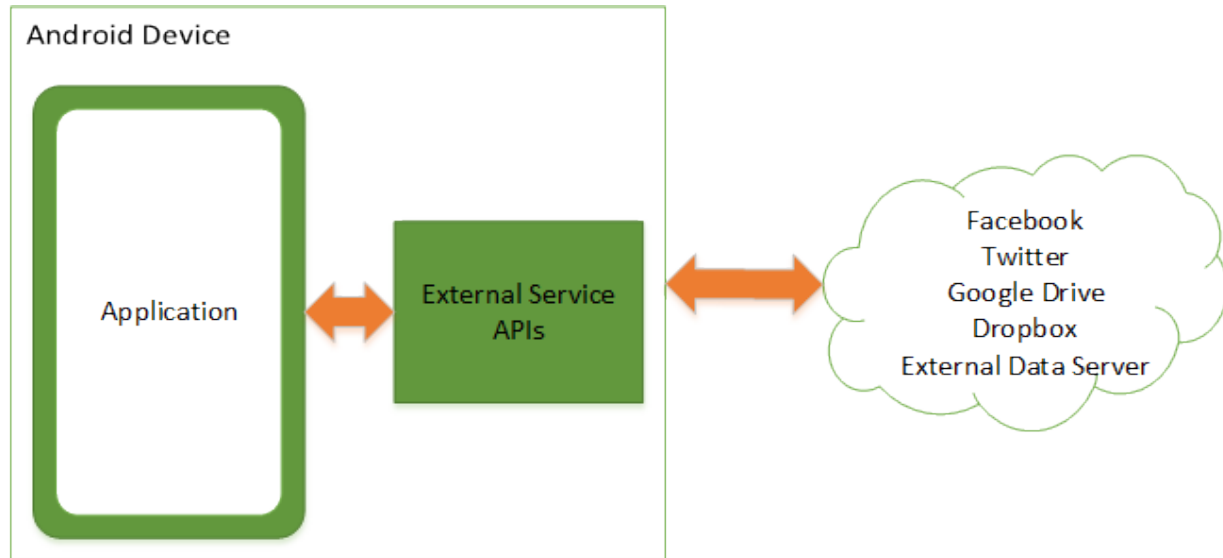 Android Device
Application
External Service
APIs
Facebook
Twitter
Google Drive
Dropbox
External Data Server